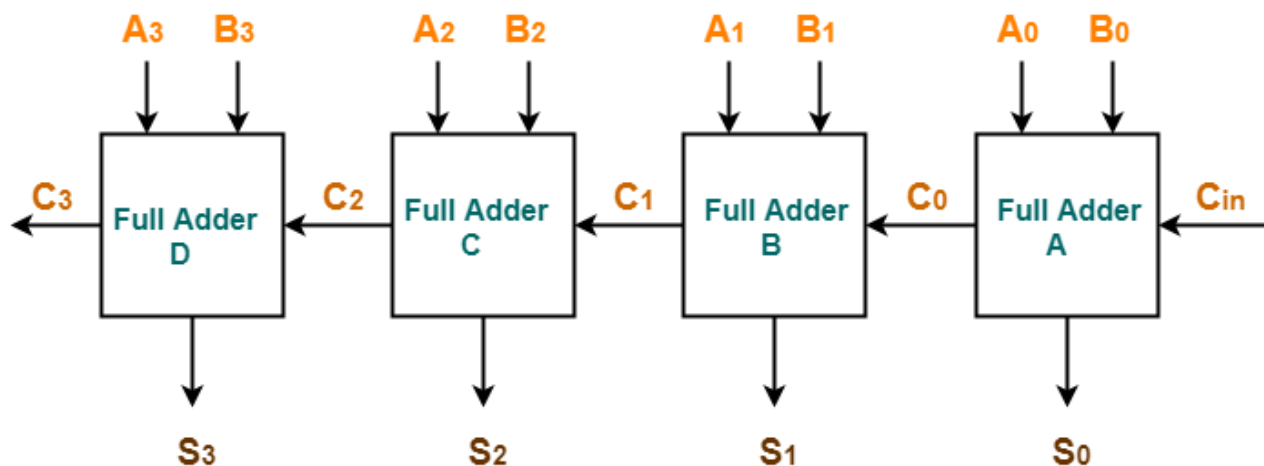 A3 B3 A2 B2 A1 B1 A0 B0
C3 C2 C1 C0 Cin
Full Adder D
Full Adder C
Full Adder B
Full Adder A
S3 S2 S1 S0